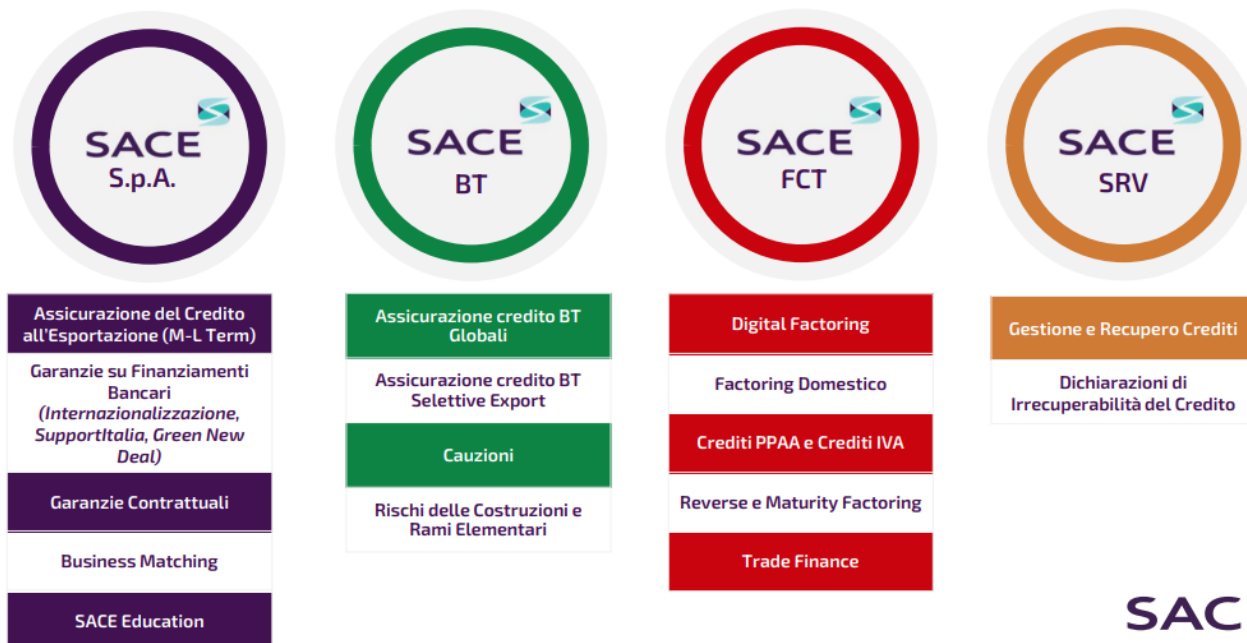 SACE
S.p.A.
Assicurazione del Credito
all'Esportazione (M-L Term)
Garanzie su Finanziamenti
Bancari
(Internazionalizzazione,
SupportItalia, Green New
Deal)
Garanzie Contrattuali
Business Matching
SACE Education
SACE
BT
Assicurazione credito BT
Globali
Assicurazione credito BT
Selettive Export
Cauzioni
Rischi delle Costruzioni e
Rami Elementari
SACE
FCT
Digital Factoring
Factoring Domestico
Crediti PPAA e Crediti IVA
Reverse e Maturity Factoring
Trade Finance
SACE
SRV
Gestione e Recupero Crediti
Dichiarazioni di
Irrecuperabilità del Credito
SAC